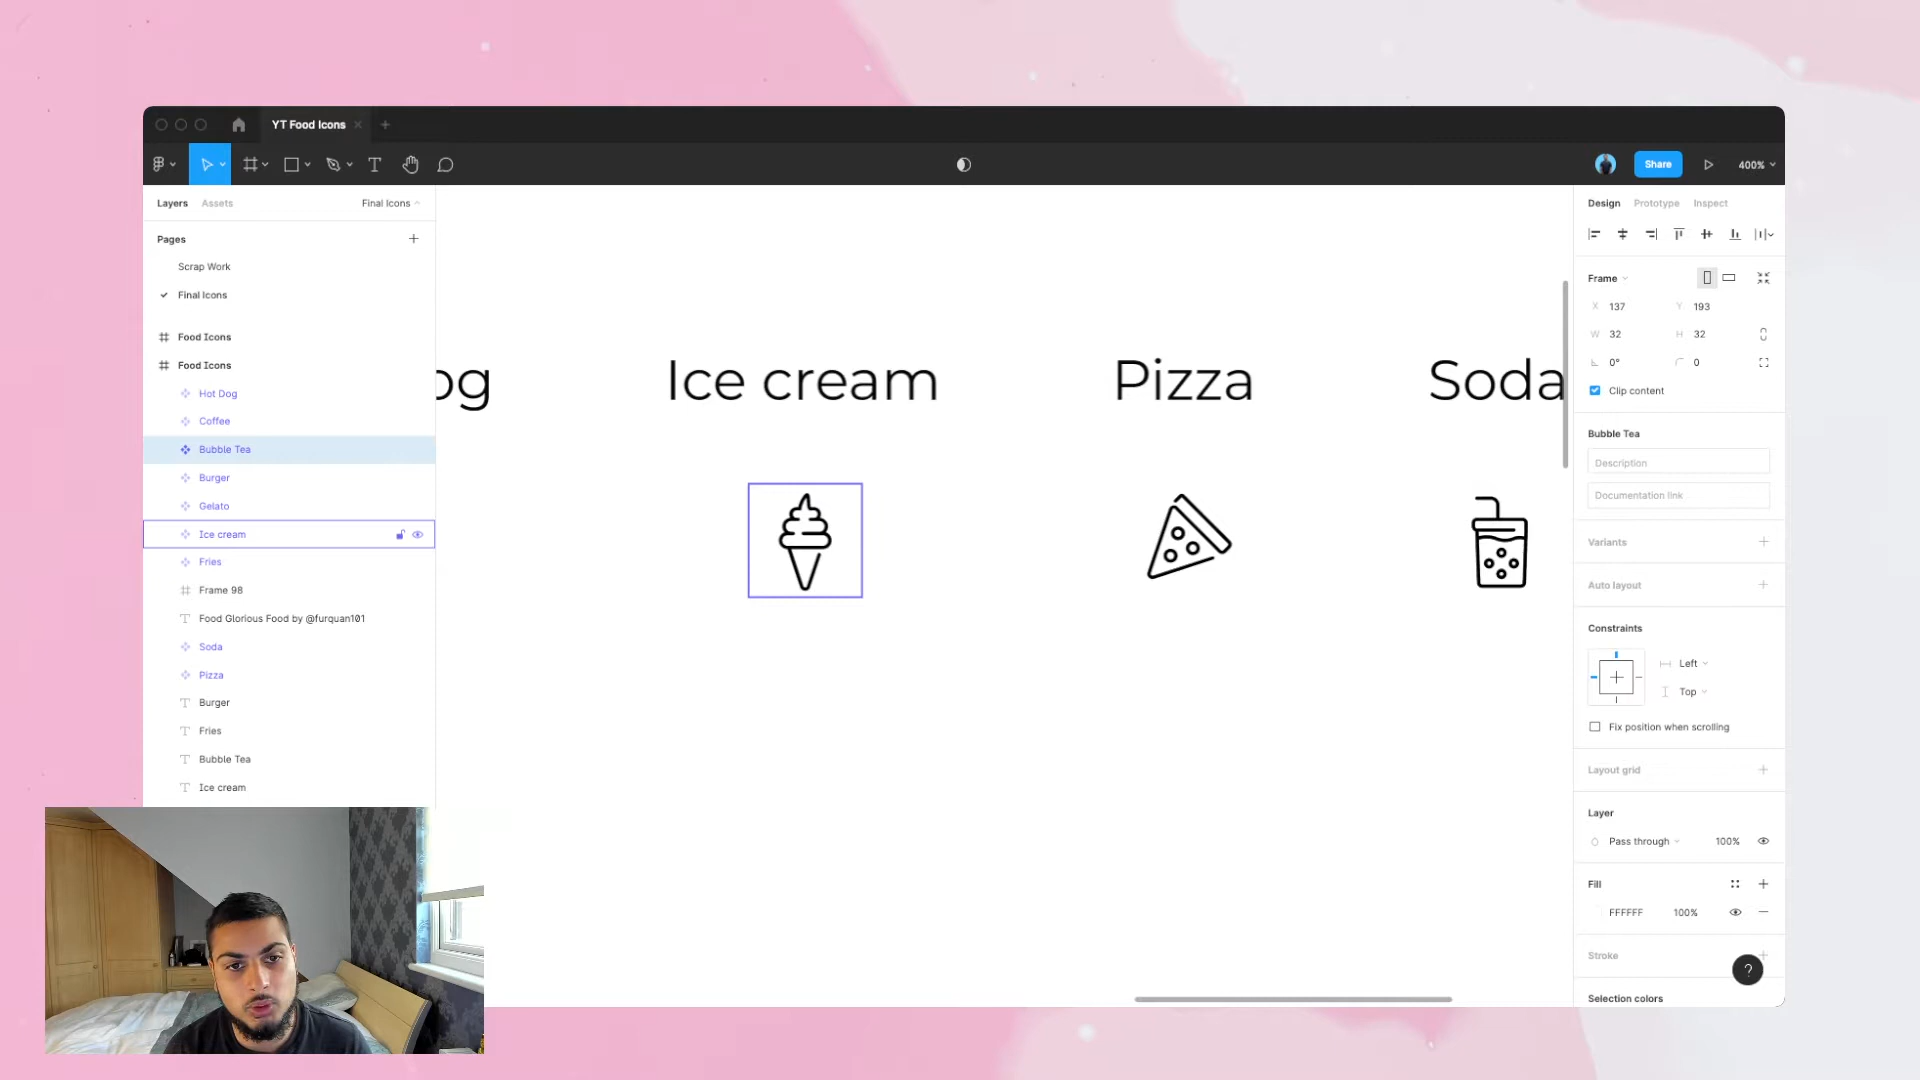 YT Food Icons
Share
400%
Layers
Assets
Final Icons
Pages
Scrap Work
Final Icons
Food Icons
Food Icons
Hot Dog
Coffee
Bubble Tea
Burger
Gelato
Ice cream
Fries
Frame 98
Food Glorious Food by @furquan101
Soda
Pizza
Burger
Fries
Bubble Tea
Ice cream
og
Ice cream
Pizza
Soda
Design
Prototype
Inspect
Frame
X 137
Y 193
W 32
H 32
0°
0
Clip content
Bubble Tea
Description
Documentation link
Variants
Auto layout
Constraints
Left
Top
Fix position when scrolling
Layout grid
Layer
Pass through
100%
Fill
FFFFFF
100%
Stroke
?
Selection colors